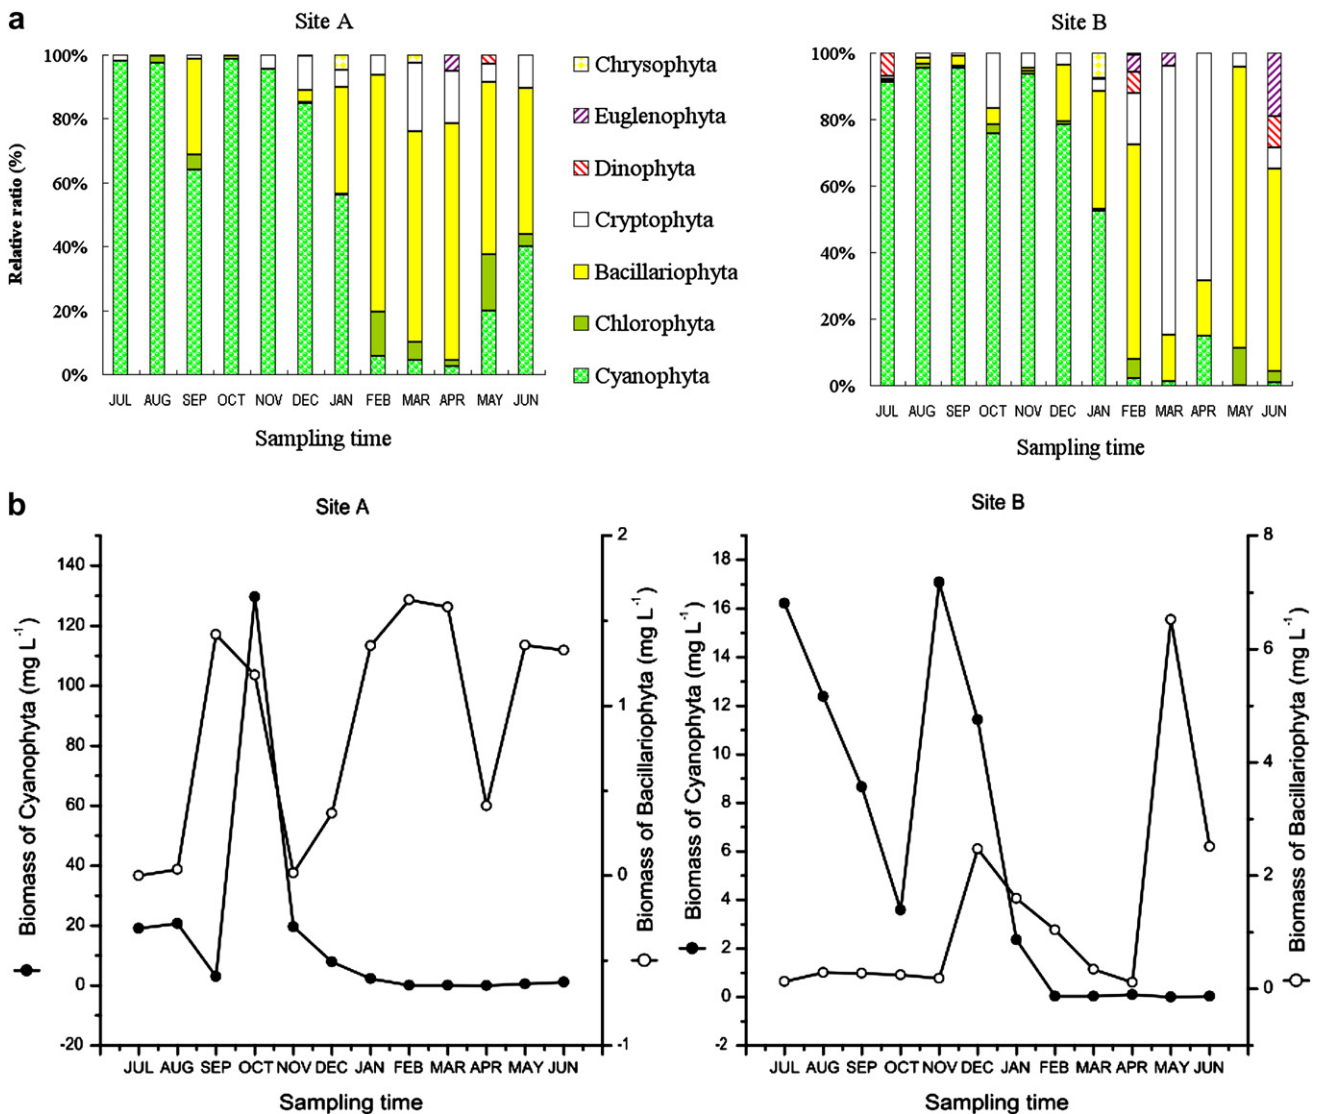 a
Site A
100%
80%
60%
40%
20%
0%
Relative ratio (%)
JUL AUG SEP OCT NOV DEC JAN FEB MAR APR MAY JUN
Sampling time
Chrysophyta
Euglenophyta
Dinophyta
Cryptophyta
Bacillariophyta
Chlorophyta
Cyanophyta
Site B
100%
80%
60%
40%
20%
0%
JUL AUG SEP OCT NOV DEC JAN FEB MAR APR MAY JUN
Sampling time
b
Site A
140
120
100
80
60
40
20
0
-20
Biomass of Cyanophyta (mg L⁻¹)
2
1
0
-1
Biomass of Bacillariophyta (mg L⁻¹)
JUL AUG SEP OCT NOV DEC JAN FEB MAR APR MAY JUN
Sampling time
Site B
18
16
14
12
10
8
6
4
2
0
-2
Biomass of Cyanophyta (mg L⁻¹)
8
6
4
2
0
Biomass of Bacillariophyta (mg L⁻¹)
JUL AUG SEP OCT NOV DEC JAN FEB MAR APR MAY JUN
Sampling time